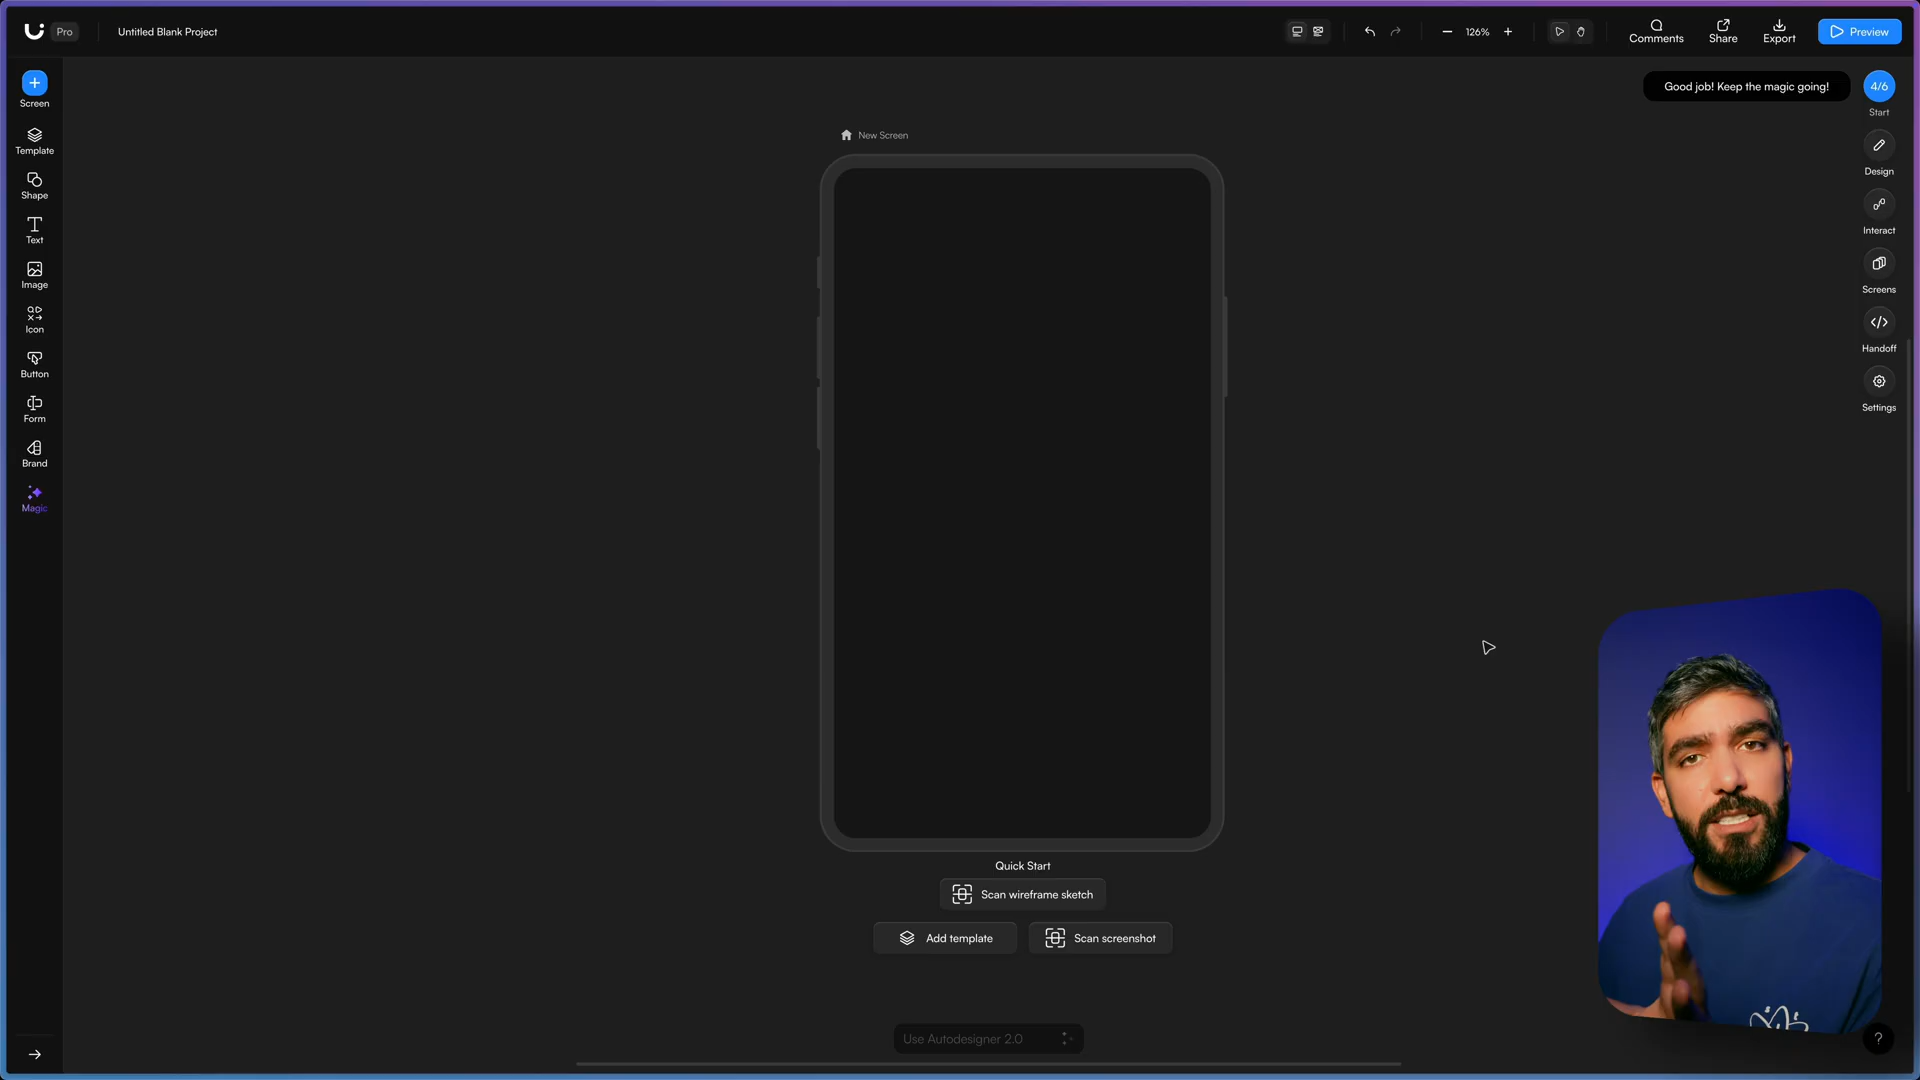 Pro
Untitled Blank Project
126%
Comments
Share
Export
Preview
Screen
Template
Shape
Text
Image
Icon
Button
Form
Brand
Magic
New Screen
Good job! Keep the magic going!
4/6
Start
Design
Interact
Screens
Handoff
Settings
Quick Start
Scan wireframe sketch
Add template
Scan screenshot
Use Autodesigner 2.0
?